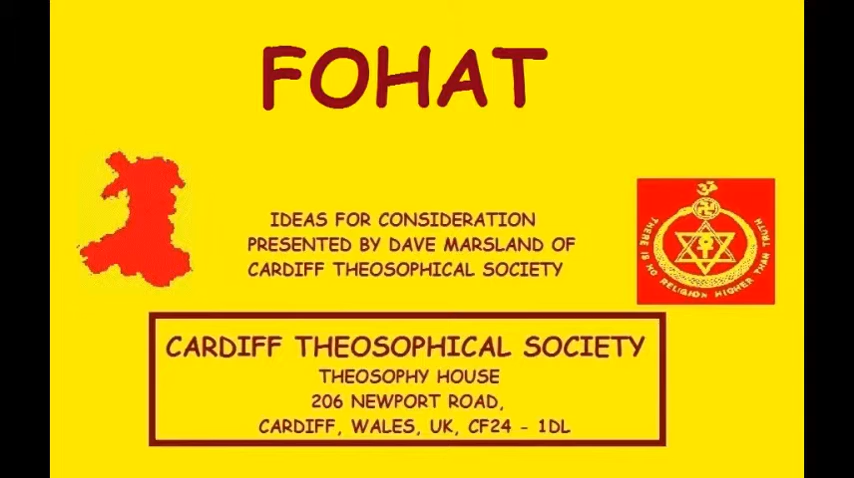 FOHAT
IDEAS FOR CONSIDERATION
PRESENTED BY DAVE MARSLAND OF
CARDIFF THEOSOPHICAL SOCIETY
ॐ
THERE IS NO RELIGION HIGHER THAN TRUTH
CARDIFF THEOSOPHICAL SOCIETY
THEOSOPHY HOUSE
206 NEWPORT ROAD,
CARDIFF, WALES, UK, CF24 - 1DL